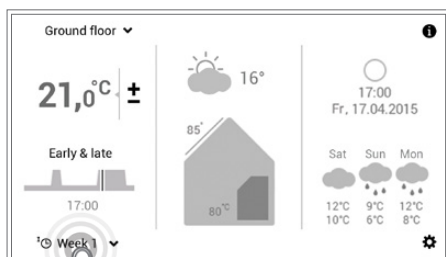 Ground floor
21,0°C ±
Early & late
17:00
‡ Week 1
16°
85°
80°C
17:00
Fr, 17.04.2015
Sat Sun Mon
12°C 9°C 12°C
10°C 6°C 8°C